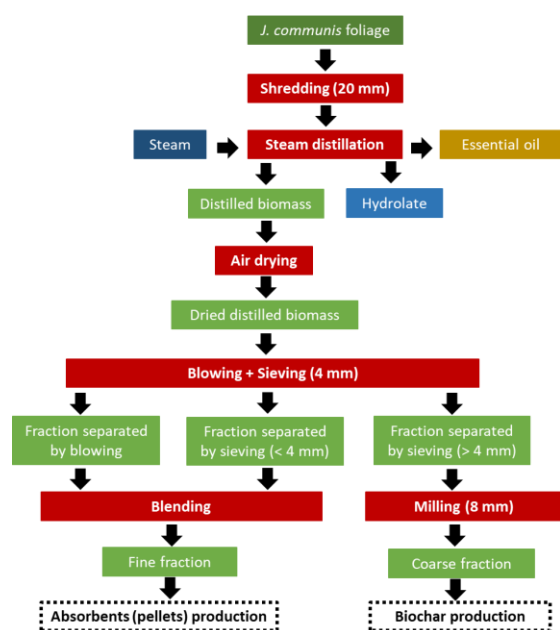 J. communis foliage
Shredding (20 mm)
Steam
Steam distillation
Essential oil
Distilled biomass
Hydrolate
Air drying
Dried distilled biomass
Blowing + Sieving (4 mm)
Fraction separated
by blowing
Fraction separated
by sieving (< 4 mm)
Fraction separated
by sieving (> 4 mm)
Blending
Milling (8 mm)
Fine fraction
Coarse fraction
Absorbents (pellets) production
Biochar production